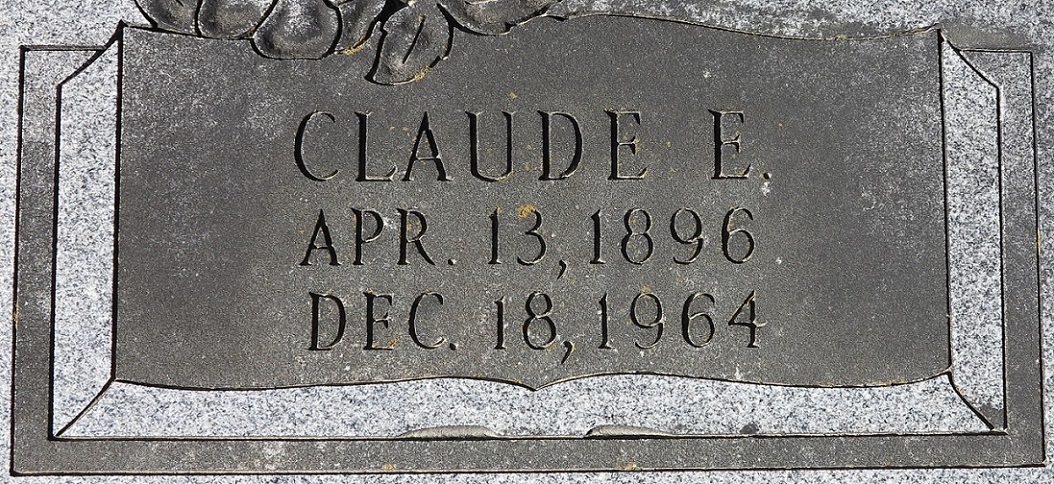 CLAUDE E.
APR. 13, 1896
DEC. 18, 1964